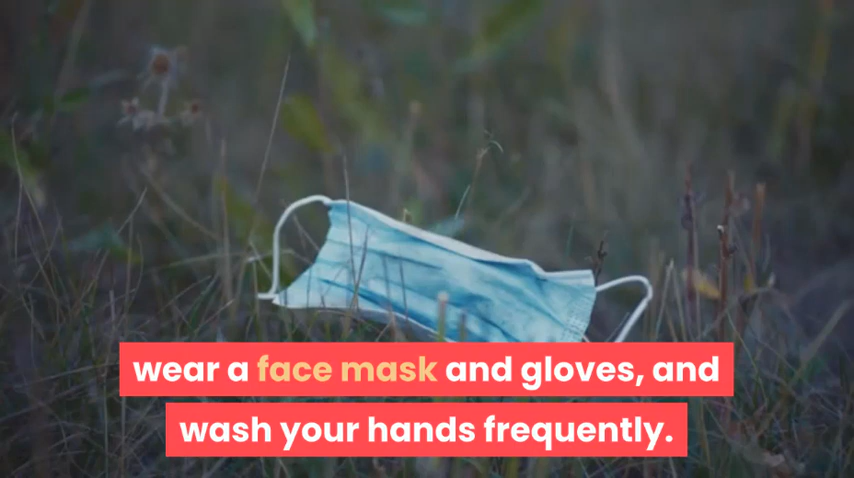 wear a face mask and gloves, and
wash your hands frequently.